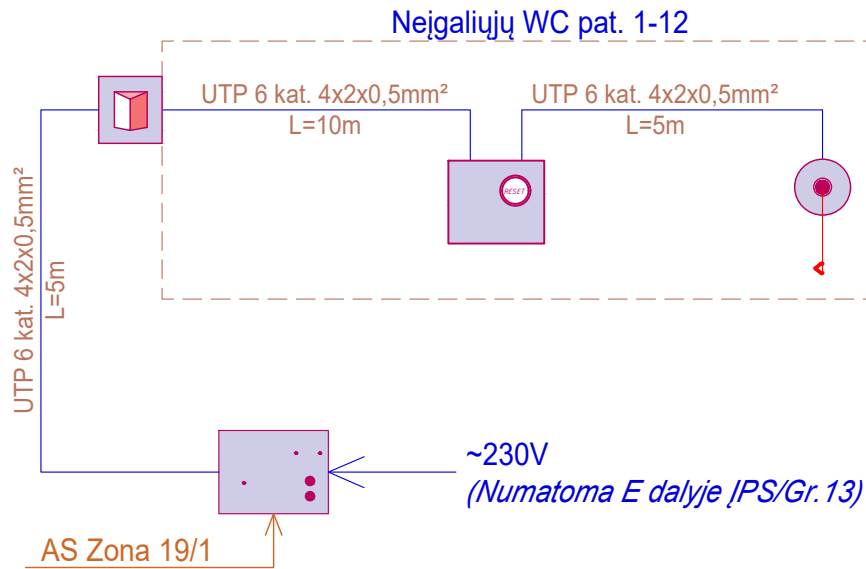 Neįgaliųjų WC pat. 1-12
UTP 6 kat. 4x2x0,5mm²
L=10m
UTP 6 kat. 4x2x0,5mm²
L=5m
RESET
UTP 6 kat. 4x2x0,5mm²
L=5m
~230V
(Numatoma E dalyje ĮPS/Gr.13)
AS Zona 19/1